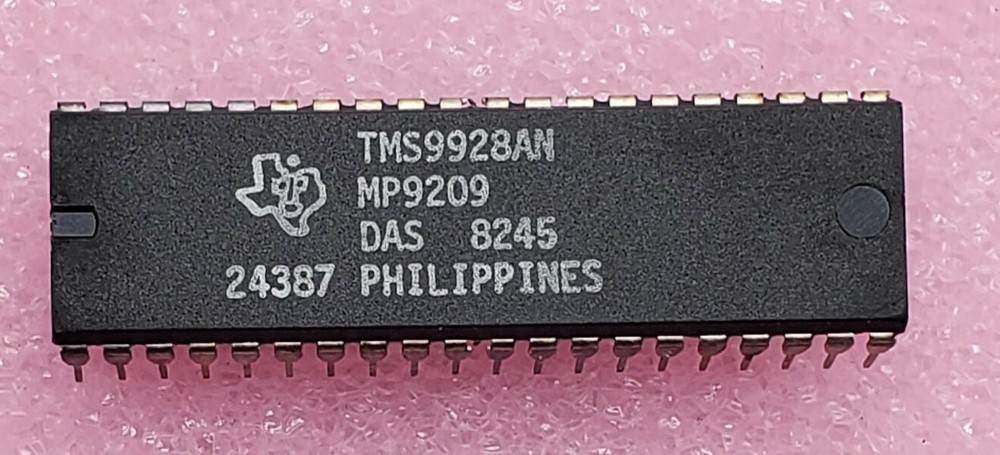 TMS9928AN
MP9209
DAS 8245
24387 PHILIPPINES